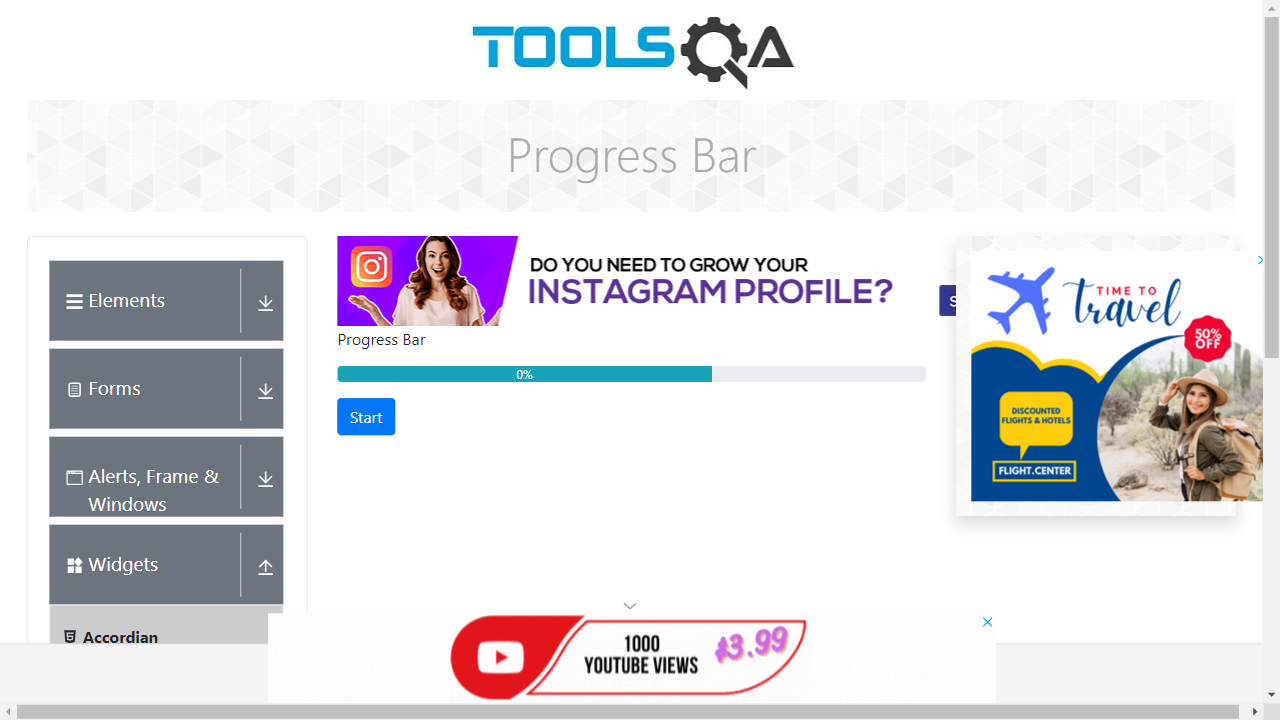 TOOLSQA
Progress Bar
Elements
Forms
Alerts, Frame &
Windows
Widgets
Accordian
DO YOU NEED TO GROW YOUR
INSTAGRAM PROFILE?
Progress Bar
0%
Start
TIME TO
travel
50%
OFF
DISCOUNTED
FLIGHTS & HOTELS
FLIGHT.CENTER
1000
YOUTUBE VIEWS
$3.99